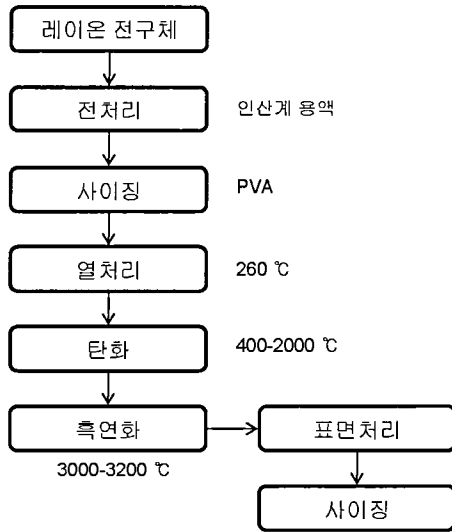 레이온 전구체
전처리
인산계 용액
사이징
PVA
열처리
260 ℃
탄화
400-2000 ℃
흑연화
표면처리
3000-3200 ℃
사이징